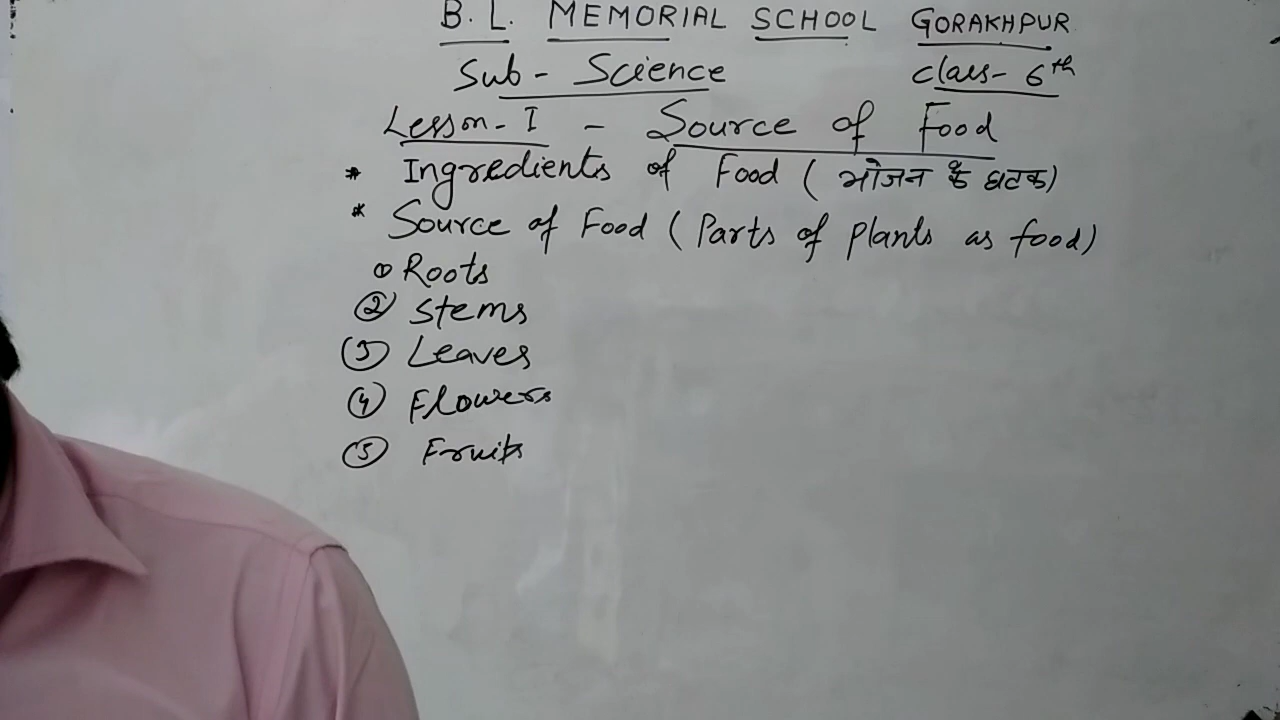 B. L. MEMORIAL SCHOOL GORAKHPUR
Sub - Science class - 6th
Lesson - I - Source of Food
* Ingredients of Food ( भोजन के घटक)
* Source of Food ( Parts of plants as food)
① Roots
② Stems
③ Leaves
④ Flowers
⑤ Fruits